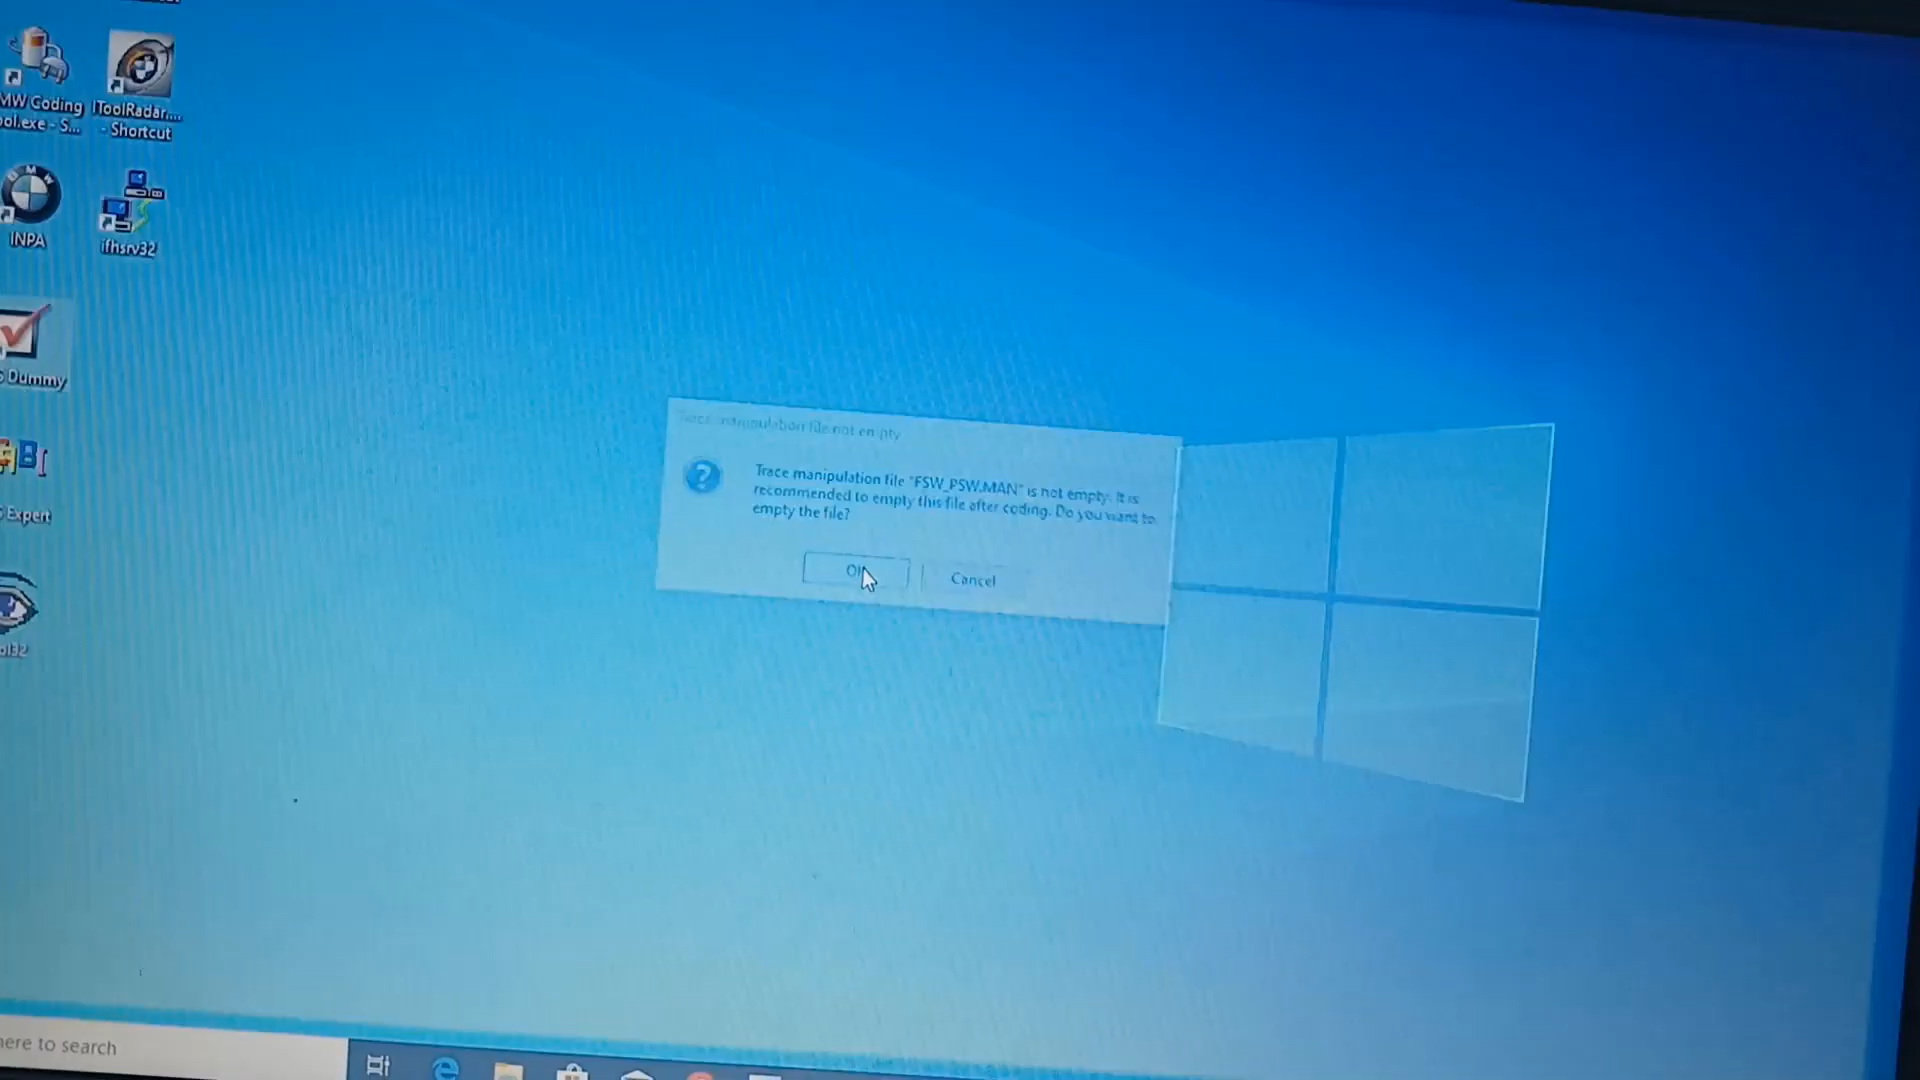 MW Coding
ool.exe - S...
IToolRadar....
- Shortcut
INPA
ifhsrv32
Dummy
Expert
ol32
Trace manipulation file not empty
Trace manipulation file "FSW_PSW.MAN" is not empty. It is
recommended to empty this file after coding. Do you want to
empty the file?
OK
Cancel
here to search